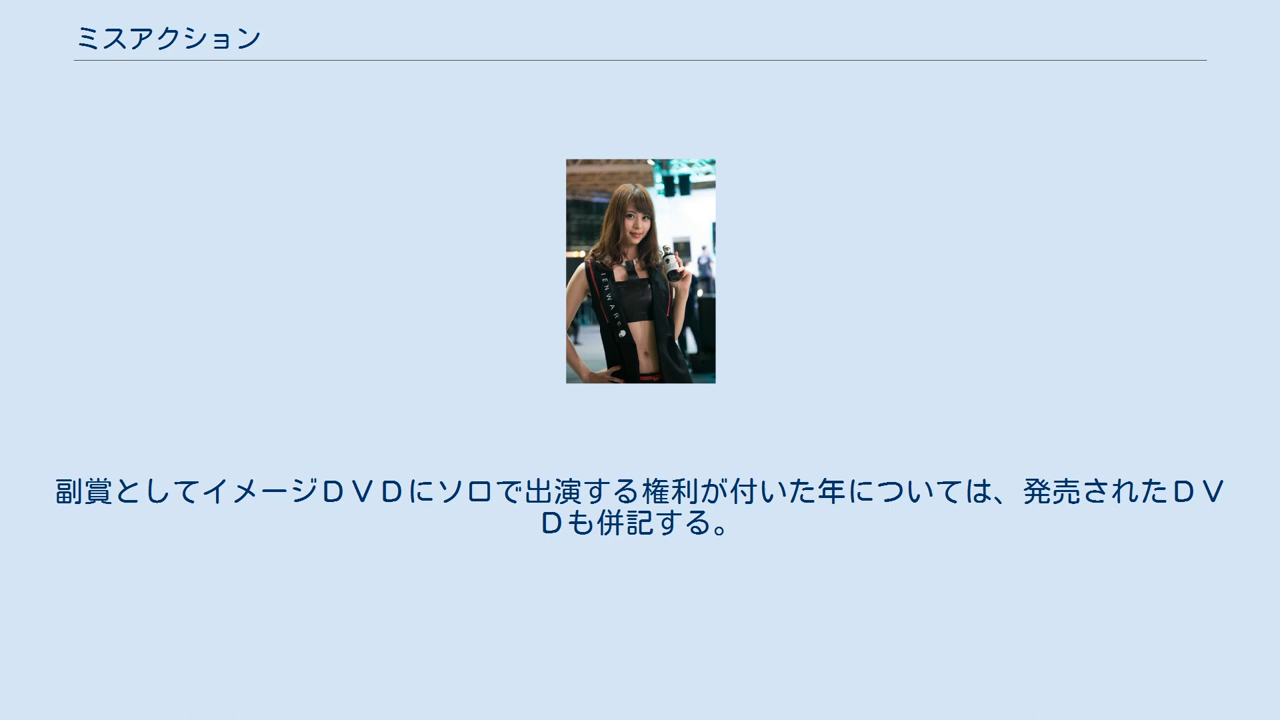 ミスアクション
IENWARE
副賞としてイメージＤＶＤにソロで出演する権利が付いた年については、発売されたＤＶ
Ｄも併記する。